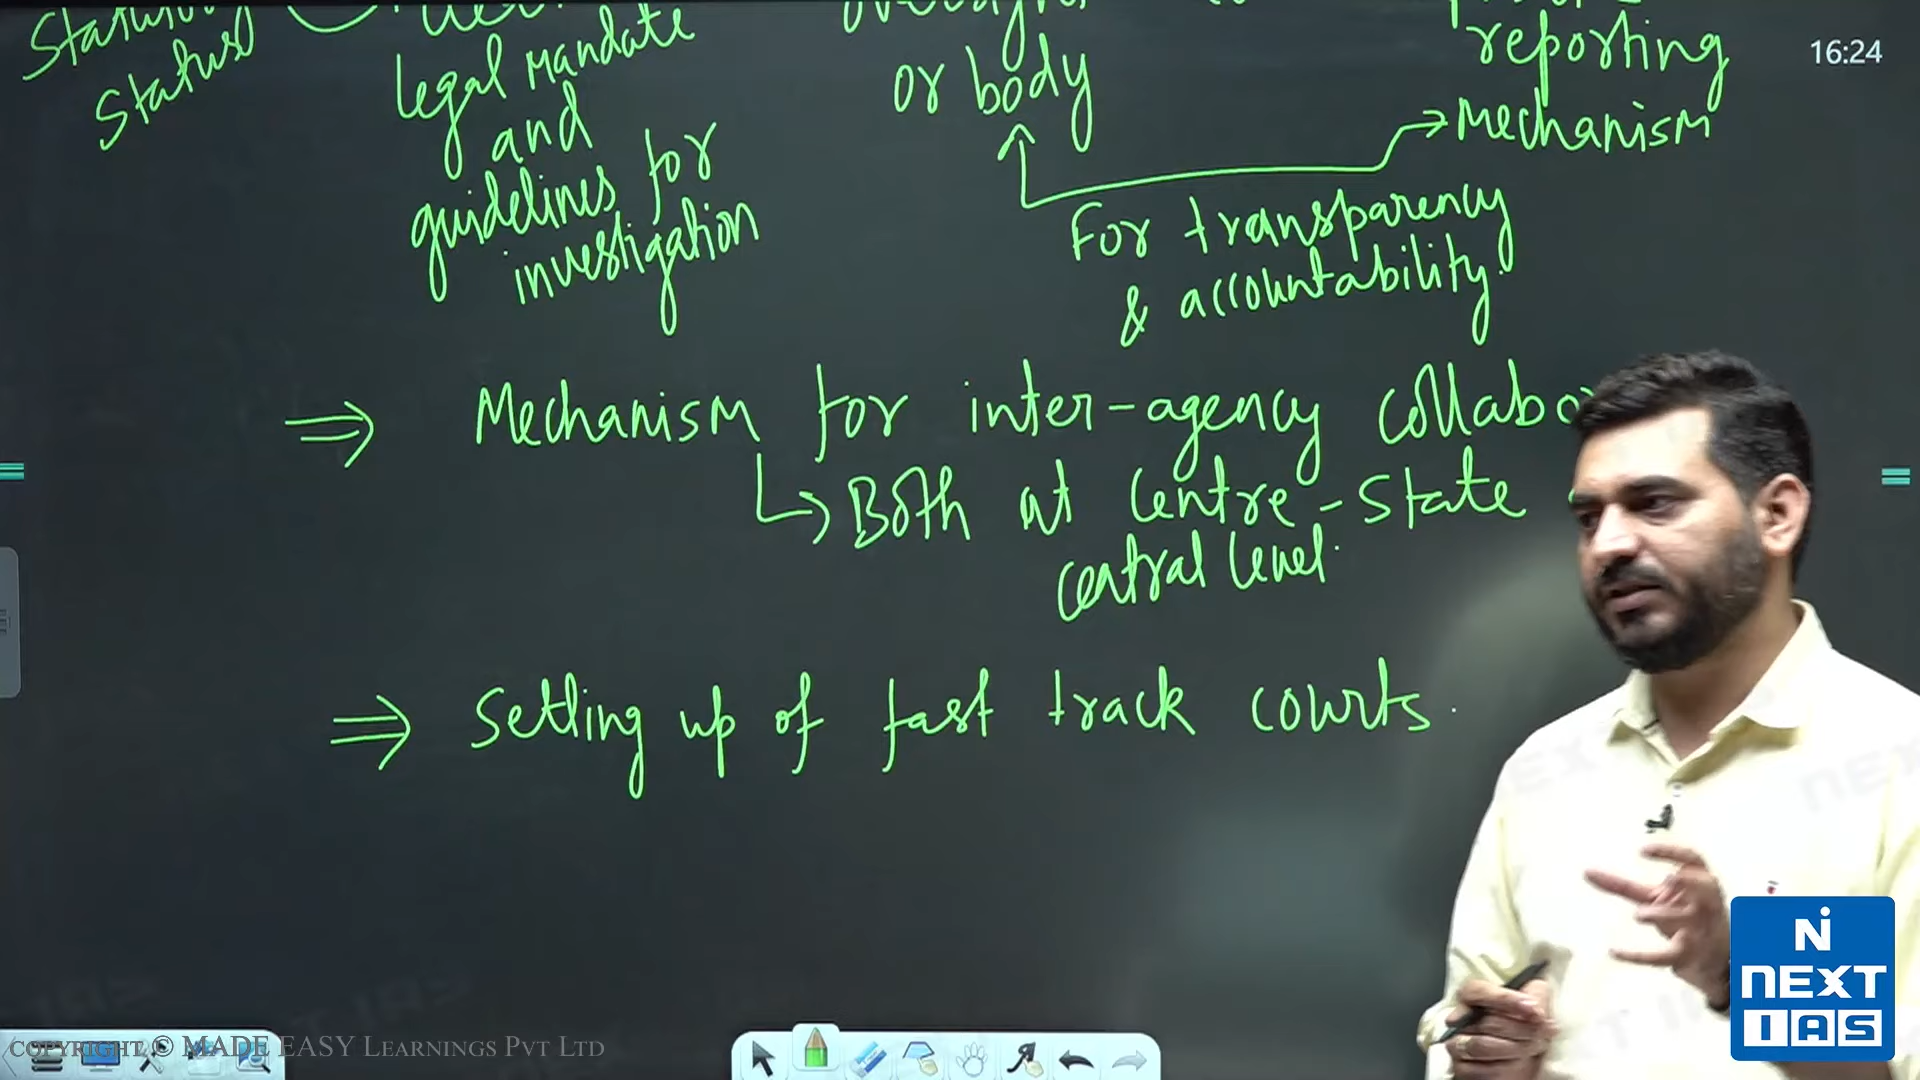 Status
legal mandate
and
guidelines for
investigation
or body
reporting
Mechanism
For transparency
& accountability.
16:24
⇒ Mechanism for inter-agency collabo
↳ Both at Centre-State
central level.
⇒ Setting up of fast track courts.
COPYRIGHT © MADE EASY LEARNINGS PVT LTD
N
NEXT
IAS